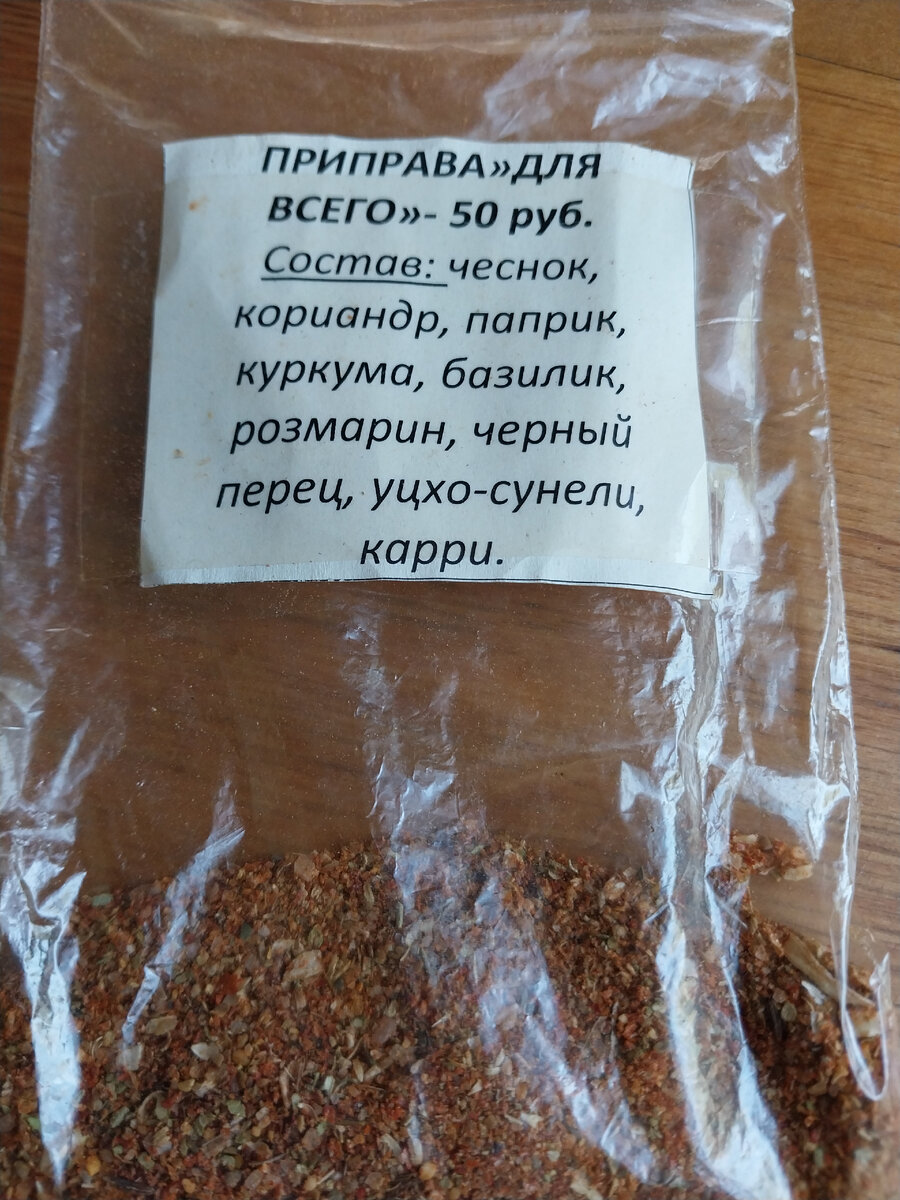 ПРИПРАВА»ДЛЯ
ВСЕГО»- 50 руб.
Состав: чеснок,
кориандр, паприк,
куркума, базилик,
розмарин, черный
перец, уцхо-сунели,
карри.